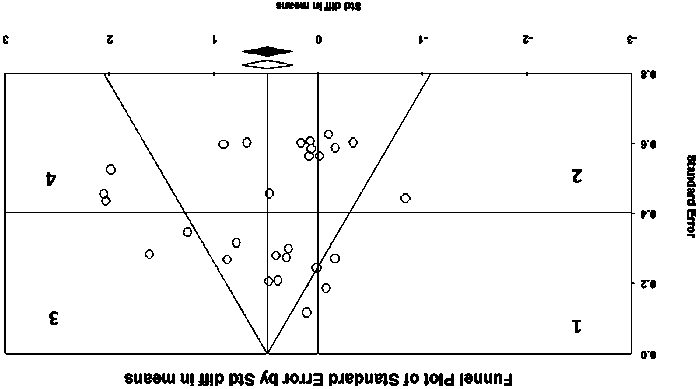 Funnel Plot of Standard Error by Std diff in means
0.0
1
3
0.2
Standard Error
0.4
2
4
0.6
0.8
-3 -2 -1 0 1 2 3
Std diff in means